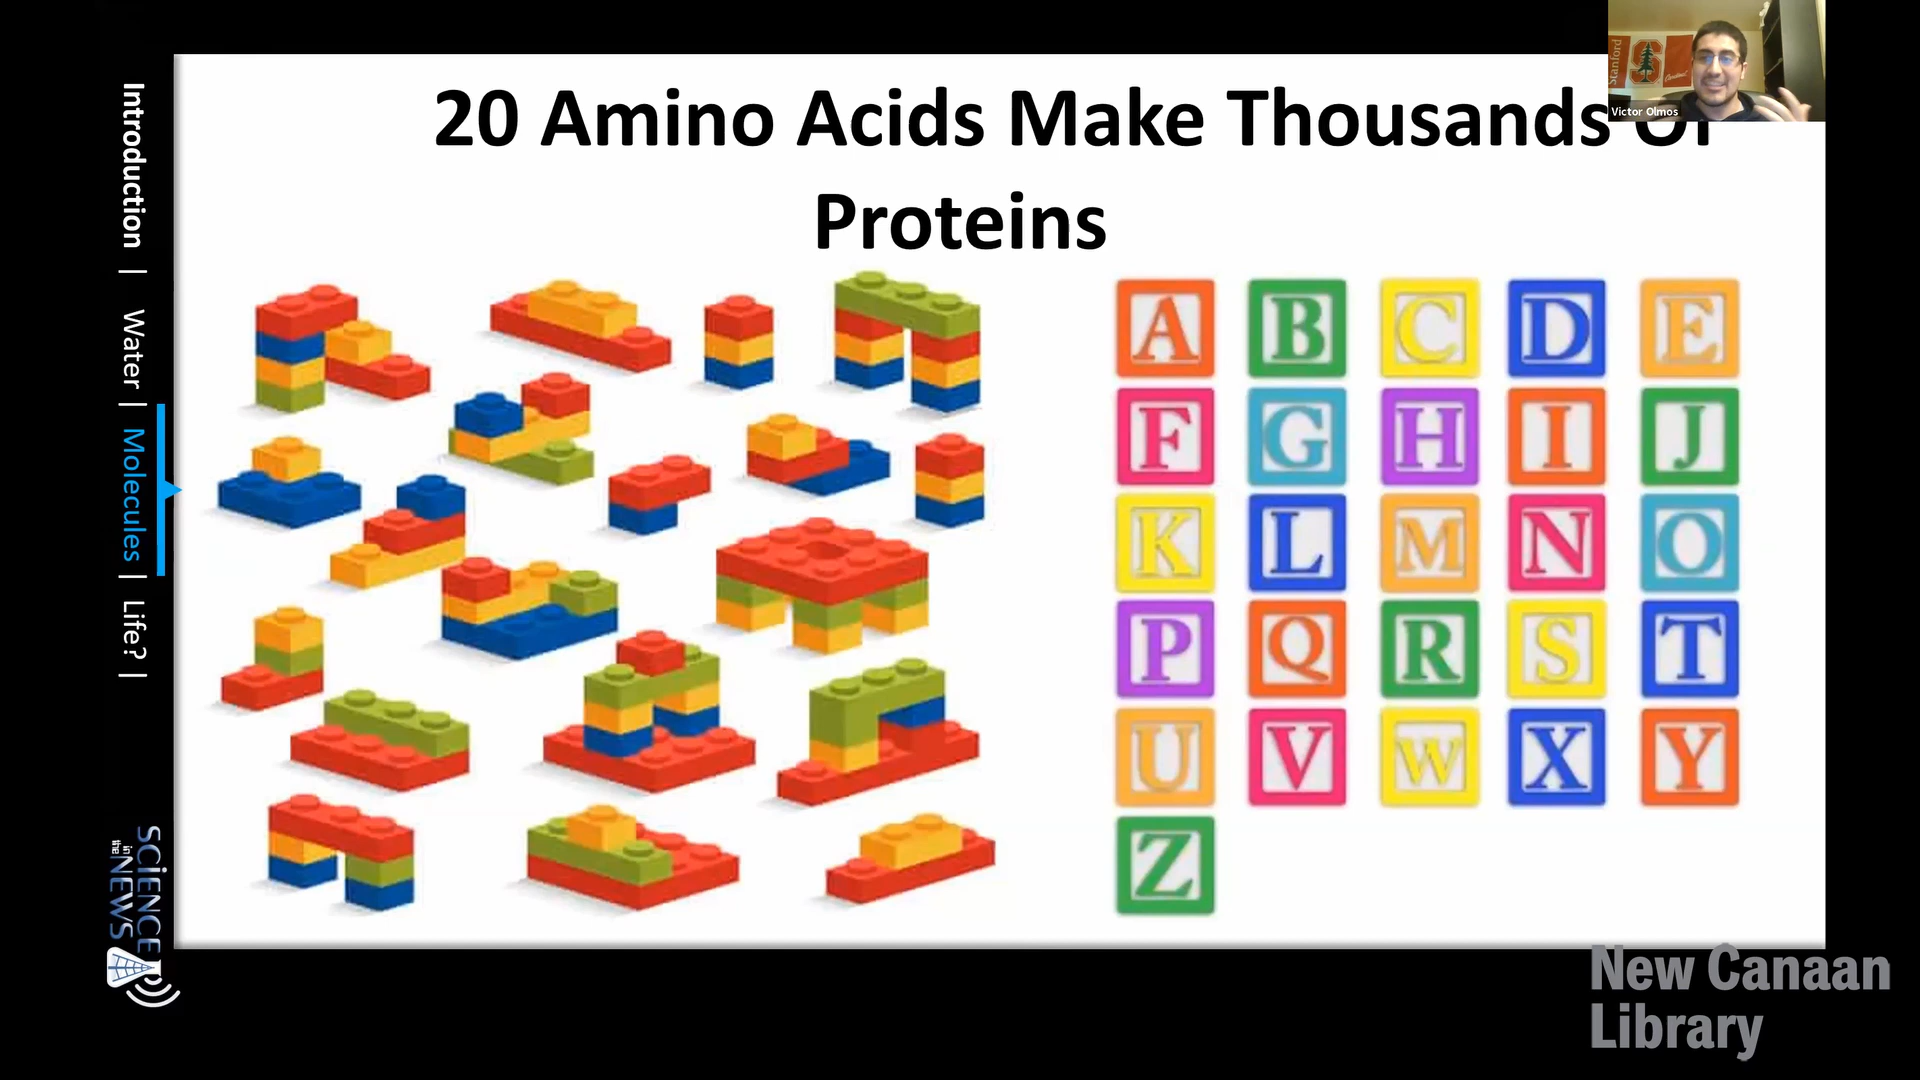 20 Amino Acids Make Thousands Of
Proteins
Introduction | Water | Molecules | Life? |
SCIENCE
in the NEWS
Stanford
Victor Olmos
A B C D E
F G H I J
K L M N O
P Q R S T
U V W X Y
Z
New Canaan
Library